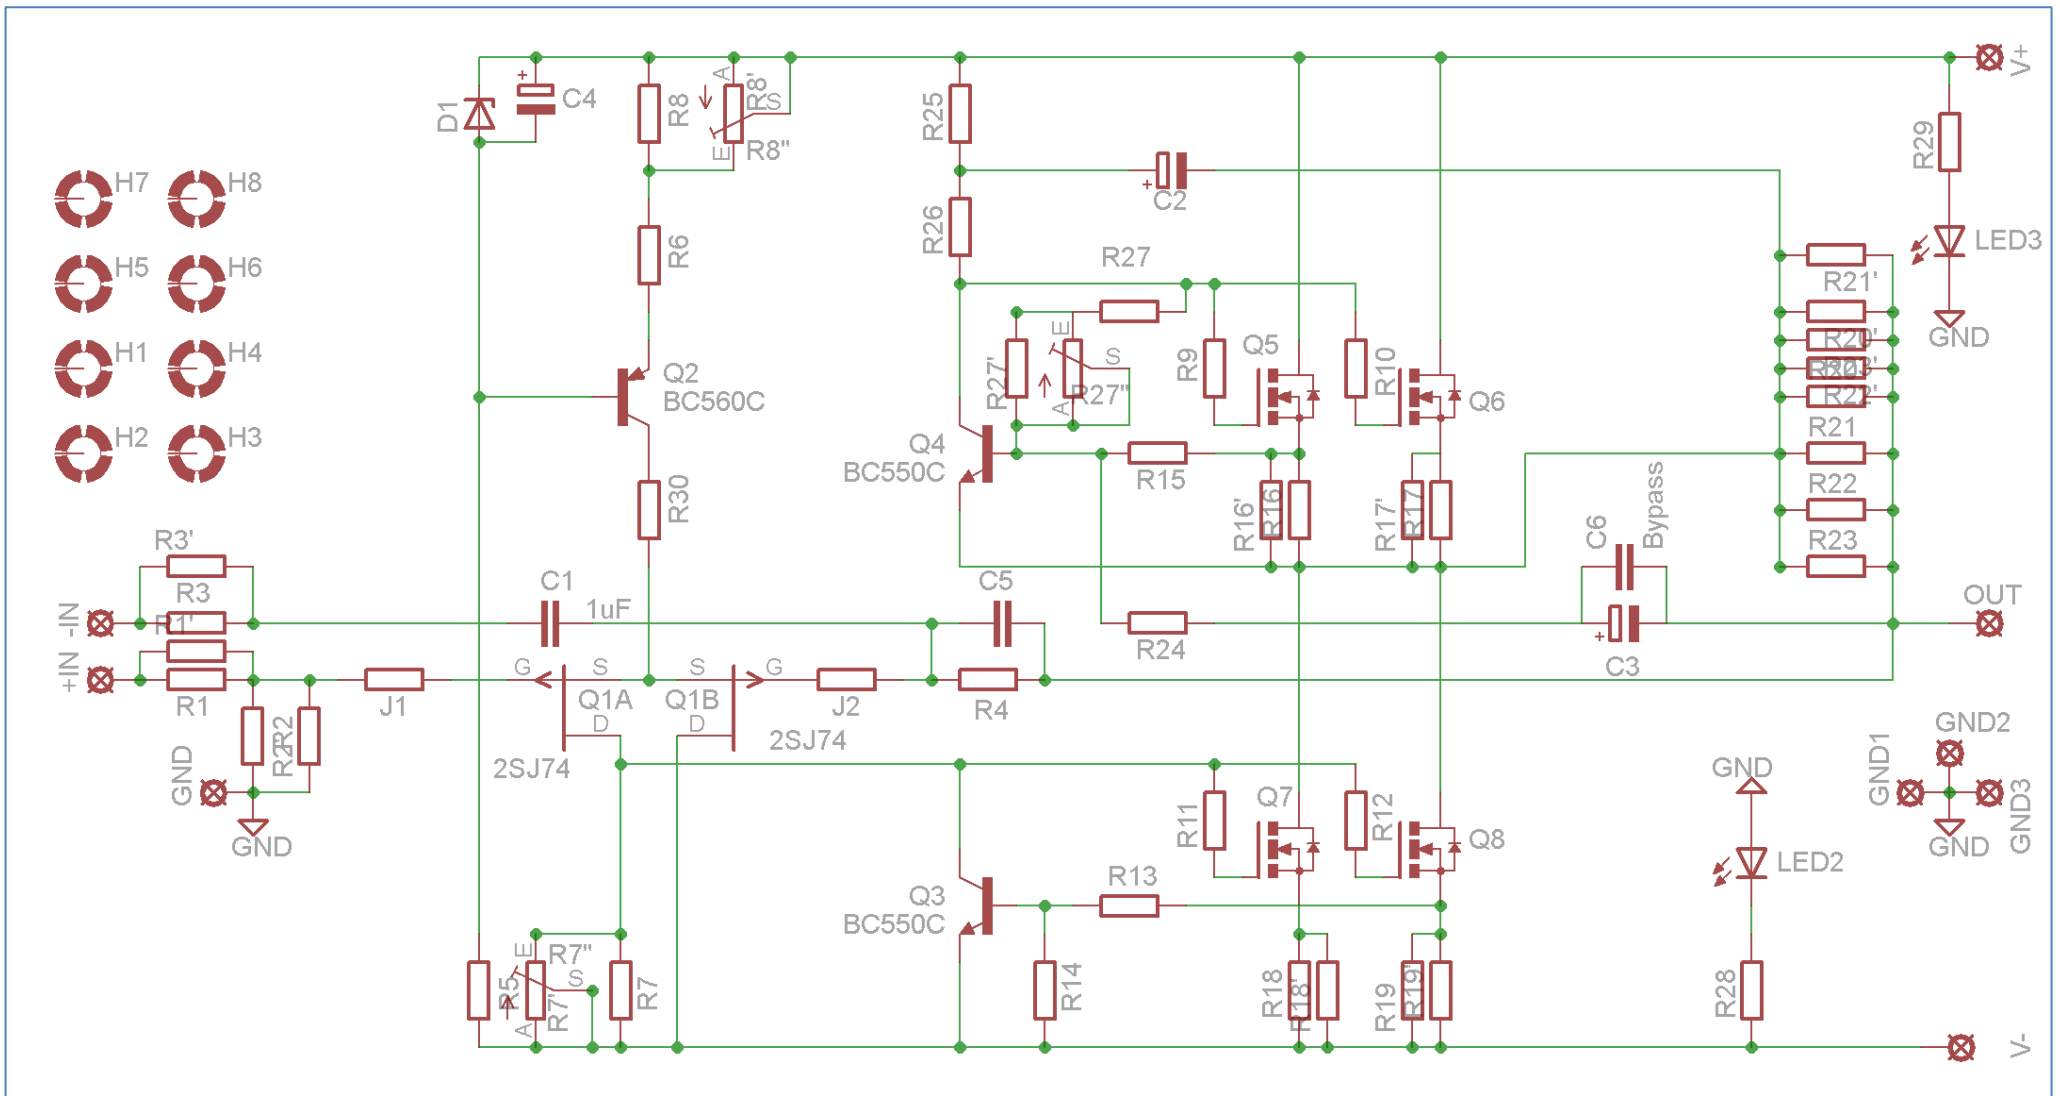 D1
+
C4
R8
A
R8'
S
E
R8"
R25
V+
R29
LED3
GND
H7
H8
H5
H6
H1
H4
H2
H3
R6
R26
+
C2
R27
R21'
R20'
R22'
R21
R22
R23
Q2
BC560C
E
S
A
R27'
R27"
R9
Q5
R10
Q6
Q4
BC550C
R15
R30
R16'
R16
R17'
R17
C6
Bypass
R3'
R3
R1'
-IN
+IN
R1
C1
1uF
C5
R24
+
C3
OUT
G
S
S
G
Q1A
Q1B
D
D
2SJ74
2SJ74
J1
J2
R4
R2
GND
GND
GND2
GND1
GND3
GND
GND
LED2
R11
Q7
R12
Q8
R13
Q3
BC550C
R5
E
R7"
S
R7'
A
R7
R14
R18
R18'
R19
R19'
R28
V-